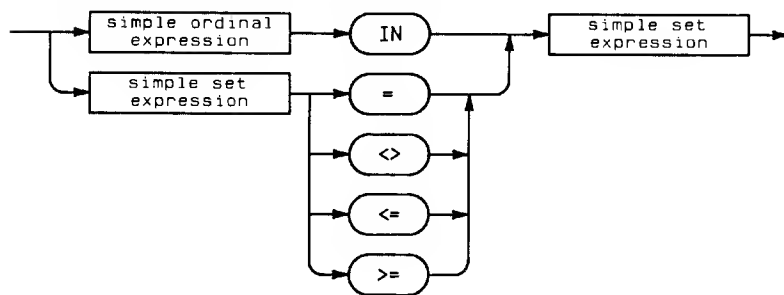 simple ordinal
expression
IN
simple set
expression
simple set
expression
=
<>
<=
>=